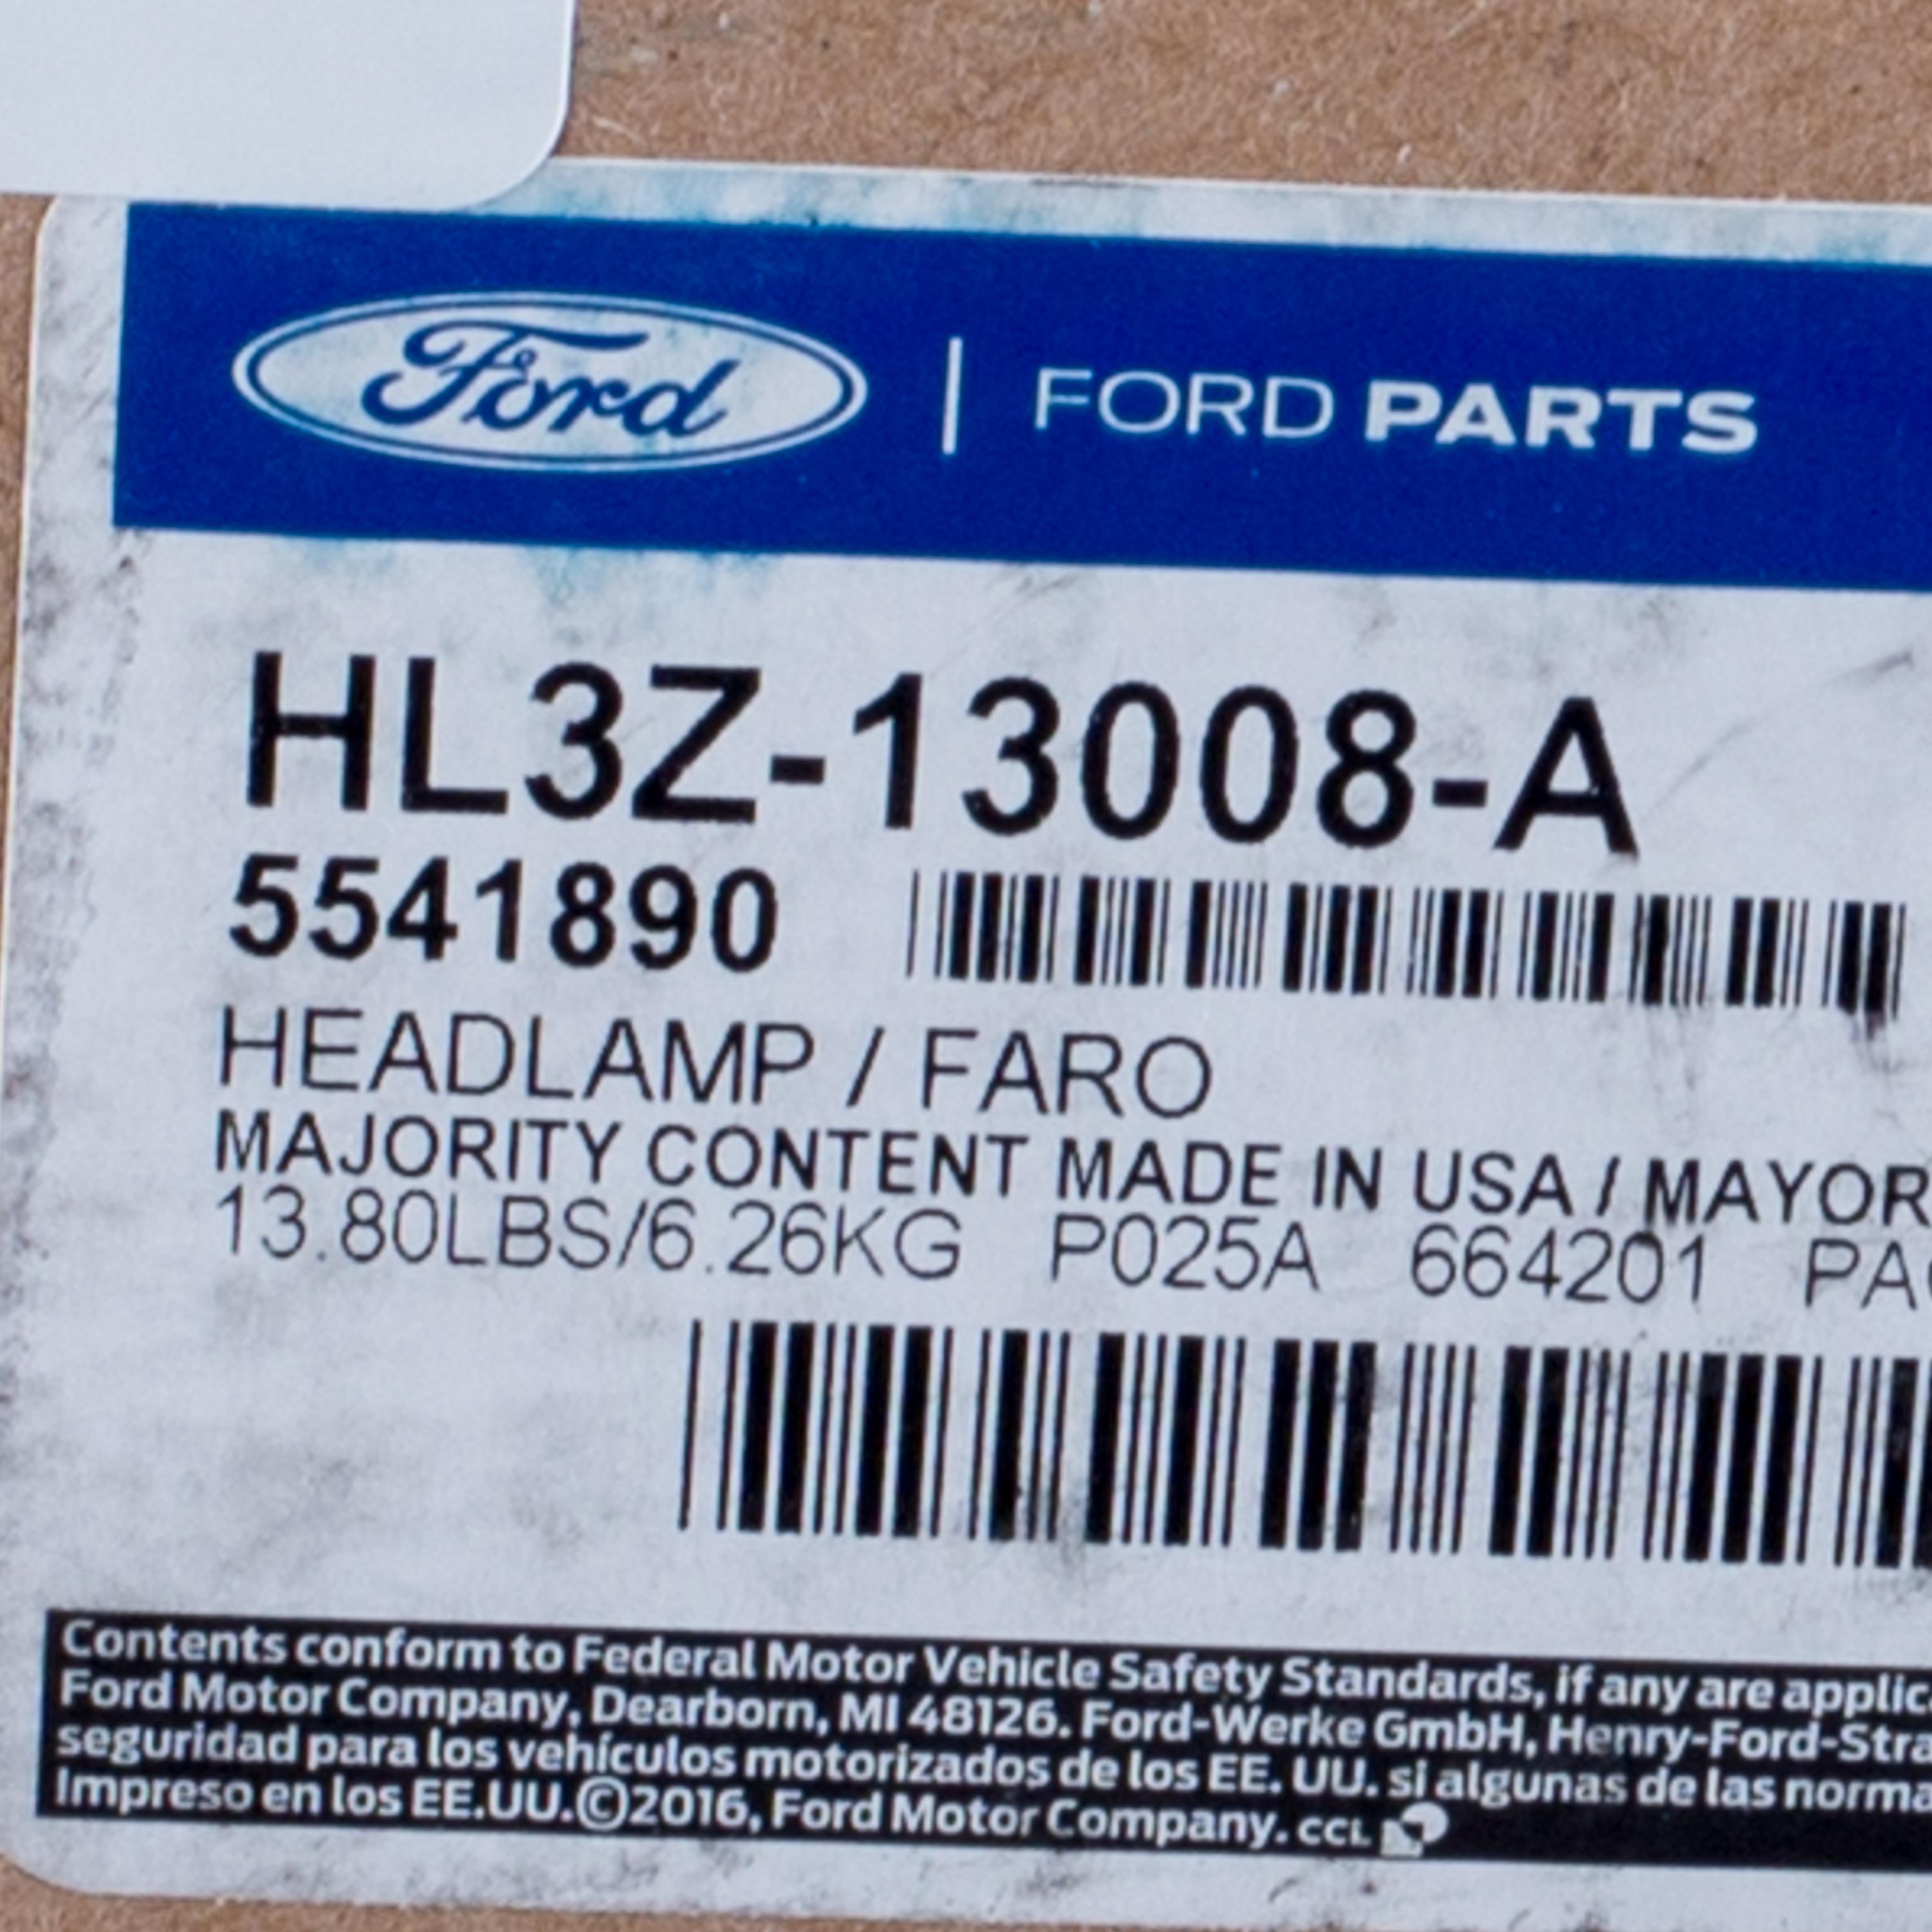 Ford | FORD PARTS
HL3Z-13008-A
5541890
HEADLAMP / FARO
MAJORITY CONTENT MADE IN USA / MAYOR
13.80LBS/6.26KG P025A 664201 PA
Contents conform to Federal Motor Vehicle Safety Standards, if any are applic
Ford Motor Company, Dearborn, MI 48126. Ford-Werke GmbH, Henry-Ford-Stra
seguridad para los vehículos motorizados de los EE. UU. si algunas de las norma
Impreso en los EE.UU.©2016, Ford Motor Company. CCL